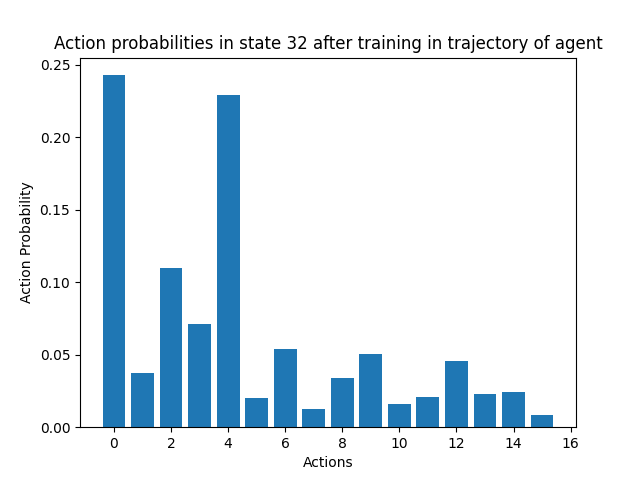 Action probabilities in state 32 after training in trajectory of agent
0.25
0.20
0.15
0.10
0.05
0.00
Action Probability
0 2 4 6 8 10 12 14 16
Actions